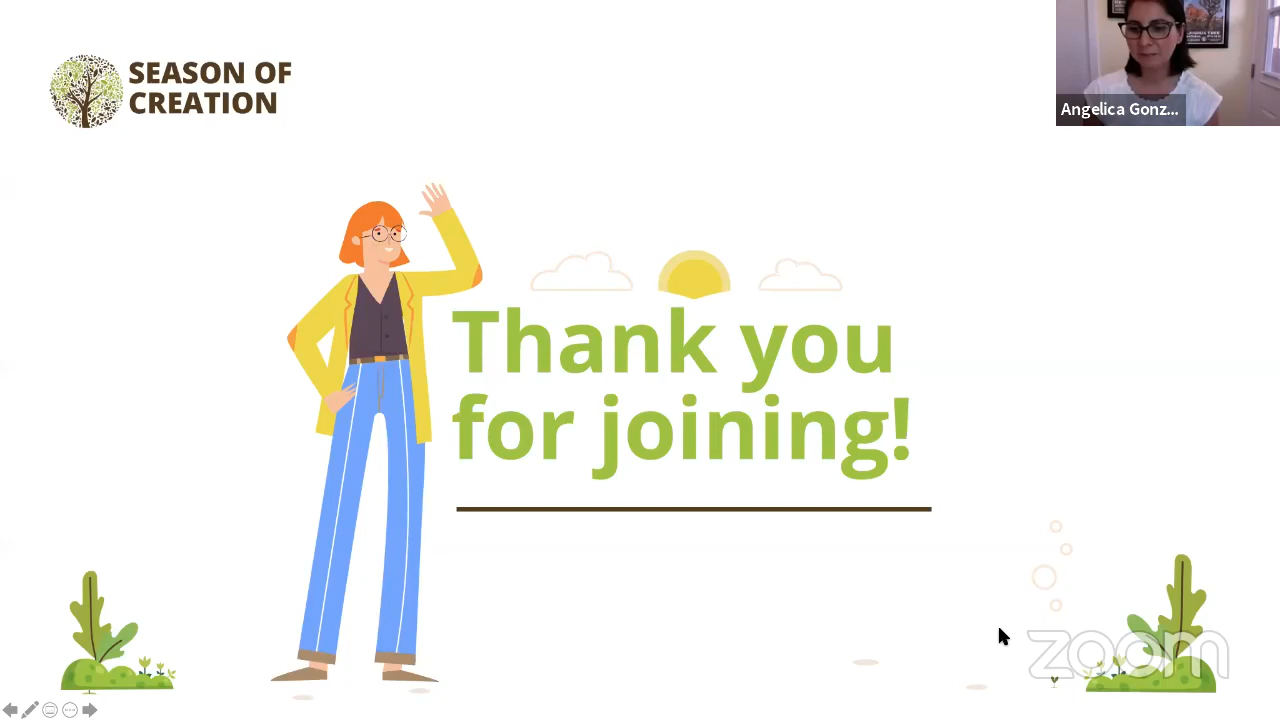 SEASON OF
CREATION
Angelica Gonz...
Thank you
for joining!
zoom